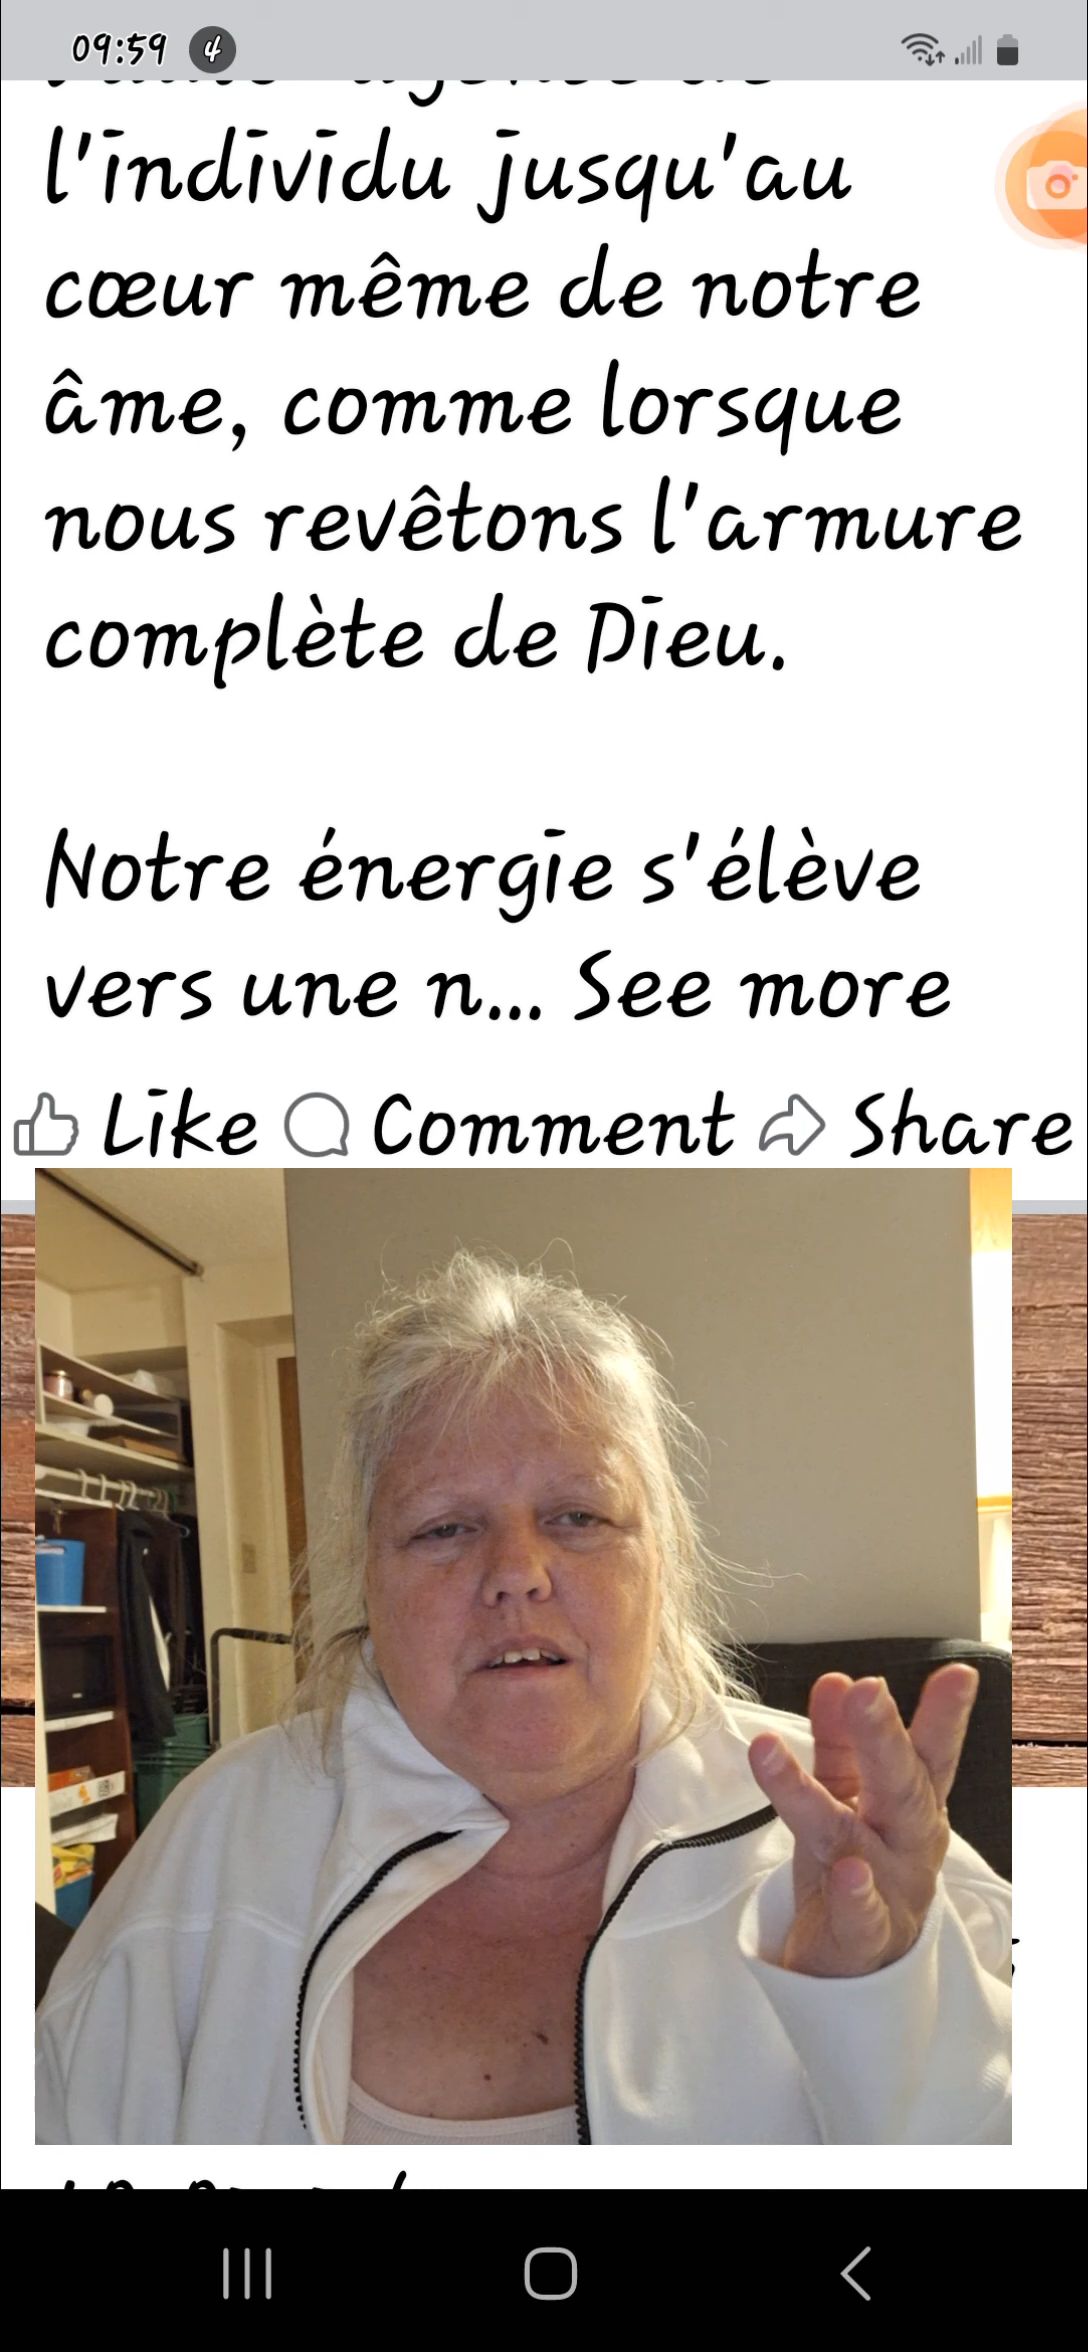 09:59 4
l'individu jusqu'au
cœur même de notre
âme, comme lorsque
nous revêtons l'armure
complète de Dieu.
Notre énergie s'élève
vers une n... See more
Like Comment Share